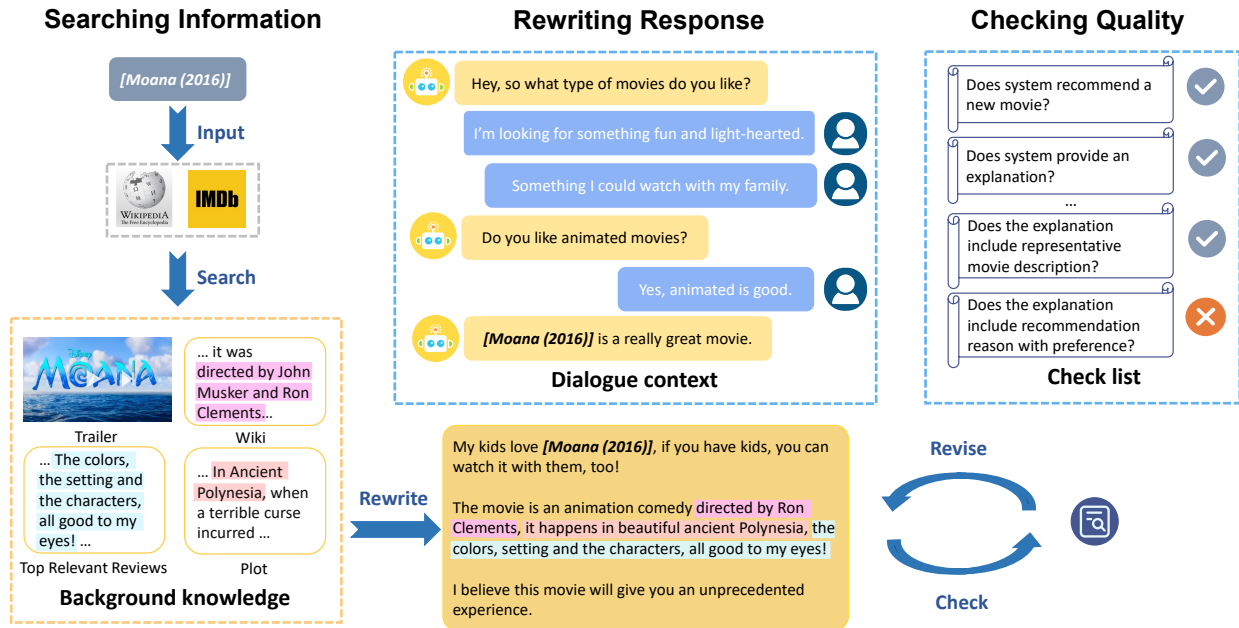 Searching Information
[Moana (2016)]
Input
WIKIPEDIA
The Free Encyclopedia
IMDb
Search
Disney
MOANA
Trailer
... it was
directed by John
Musker and Ron
Clements...
Wiki
... The colors,
the setting and
the characters,
all good to my
eyes! ...
Top Relevant Reviews
... In Ancient
Polynesia, when
a terrible curse
incurred ...
Plot
Background knowledge
Rewriting Response
Hey, so what type of movies do you like?
I'm looking for something fun and light-hearted.
Something I could watch with my family.
Do you like animated movies?
Yes, animated is good.
[Moana (2016)] is a really great movie.
Dialogue context
Rewrite
My kids love [Moana (2016)], if you have kids, you can
watch it with them, too!
The movie is an animation comedy directed by Ron
Clements, it happens in beautiful ancient Polynesia, the
colors, setting and the characters, all good to my eyes!
I believe this movie will give you an unprecedented
experience.
Checking Quality
Does system recommend a
new movie?
Does system provide an
explanation?
...
Does the explanation
include representative
movie description?
Does the explanation
include recommendation
reason with preference?
Check list
Revise
Check